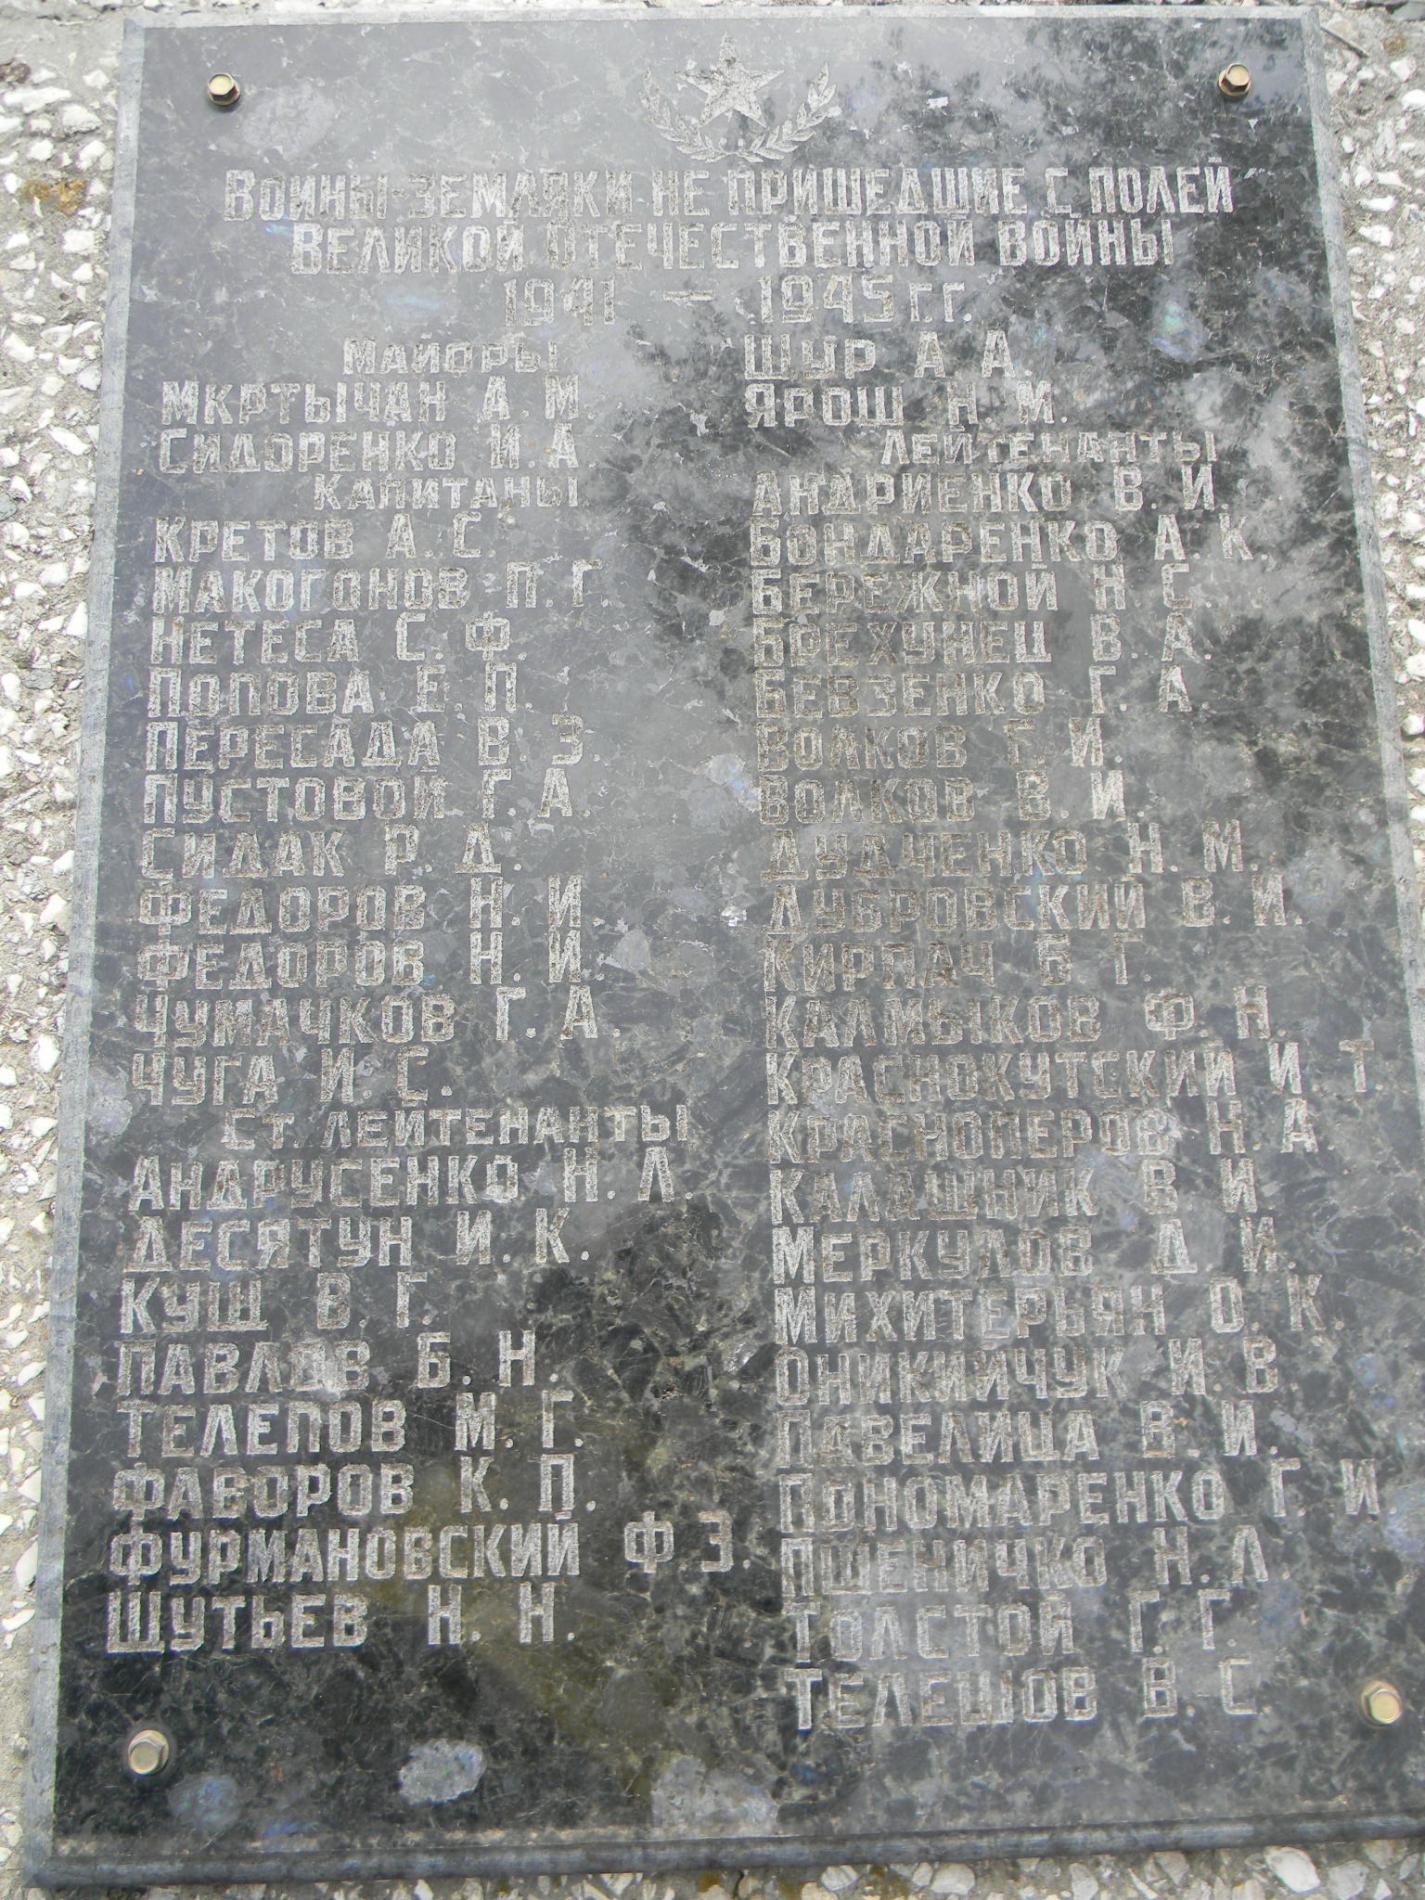 Воины-земляки не пришедшие с полей
Великой Отечественной войны
1941 — 1945 г.г.
Майоры
Мкртычан А. М.
Сидоренко И. А
Капитаны
Кретов А. С.
Макогонов П. Г.
Нетеса С. Ф.
Попова Е. П.
Пересада В. З.
Пустовой Г. А.
Сидак Р. Д.
Федоров Н. И
Федоров Н. И.
Чумачков Г. А.
Чуга И. С.
Ст. лейтенанты
Андрусенко Н. Л.
Десятун И. К.
Кущ В. Г.
Павлов Б. Н.
Телепов М. Г.
Фаворов К. П.
Фурмановский Ф З.
Шутьев Н. Н.
Шур А А.
Ярош Н. М.
Лейтенанты
Андриенко В. И.
Бондаренко А. К.
Бережной Н. С.
Брехунец В. А.
Бевзенко Г. А
Волков Г. И.
Волков В. И.
Дудченко Н. М.
Дубровский В. И.
Кирпач Б Г.
Калмыков Ф Н.
Краснокутский И Т
Красноперов Н. А
Калашник В И
Меркулов Д И.
Михитерьян О. К
Оникийчук И. В
Павелица В. И.
Пономаренко Г И
Пшеничко Н. Л.
Толстой Г. Г.
Телешов В. С